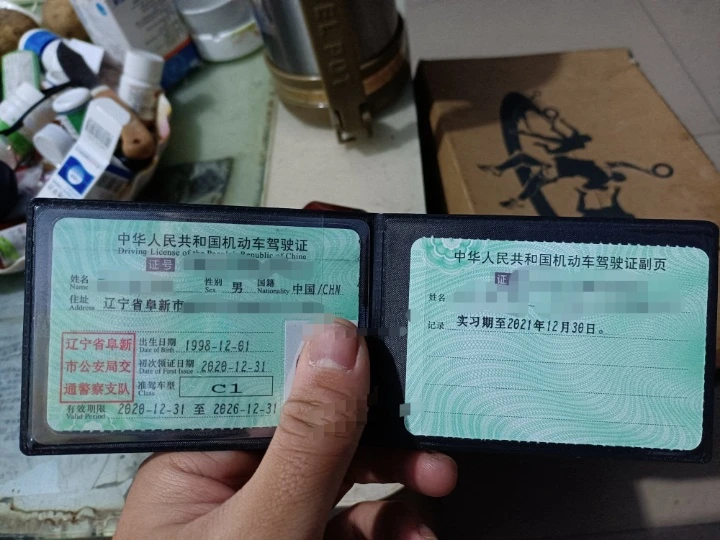 中华人民共和国机动车驾驶证
Driving License of the People's Republic of China
证号
姓名
Name
性别 男 国籍 中国/CHN
Sex Nationality
住址 辽宁省阜新市
Address
辽宁省阜新
市公安局交
通警察支队
出生日期 1998-12-01
Date of Birth
初次领证日期 2020-12-31
Date of First Issue
准驾车型 C1
Class
有效期限 2020-12-31 至 2026-12-31
Valid Period
中华人民共和国机动车驾驶证副页
证
姓名
记录 实习期至2021年12月30日。